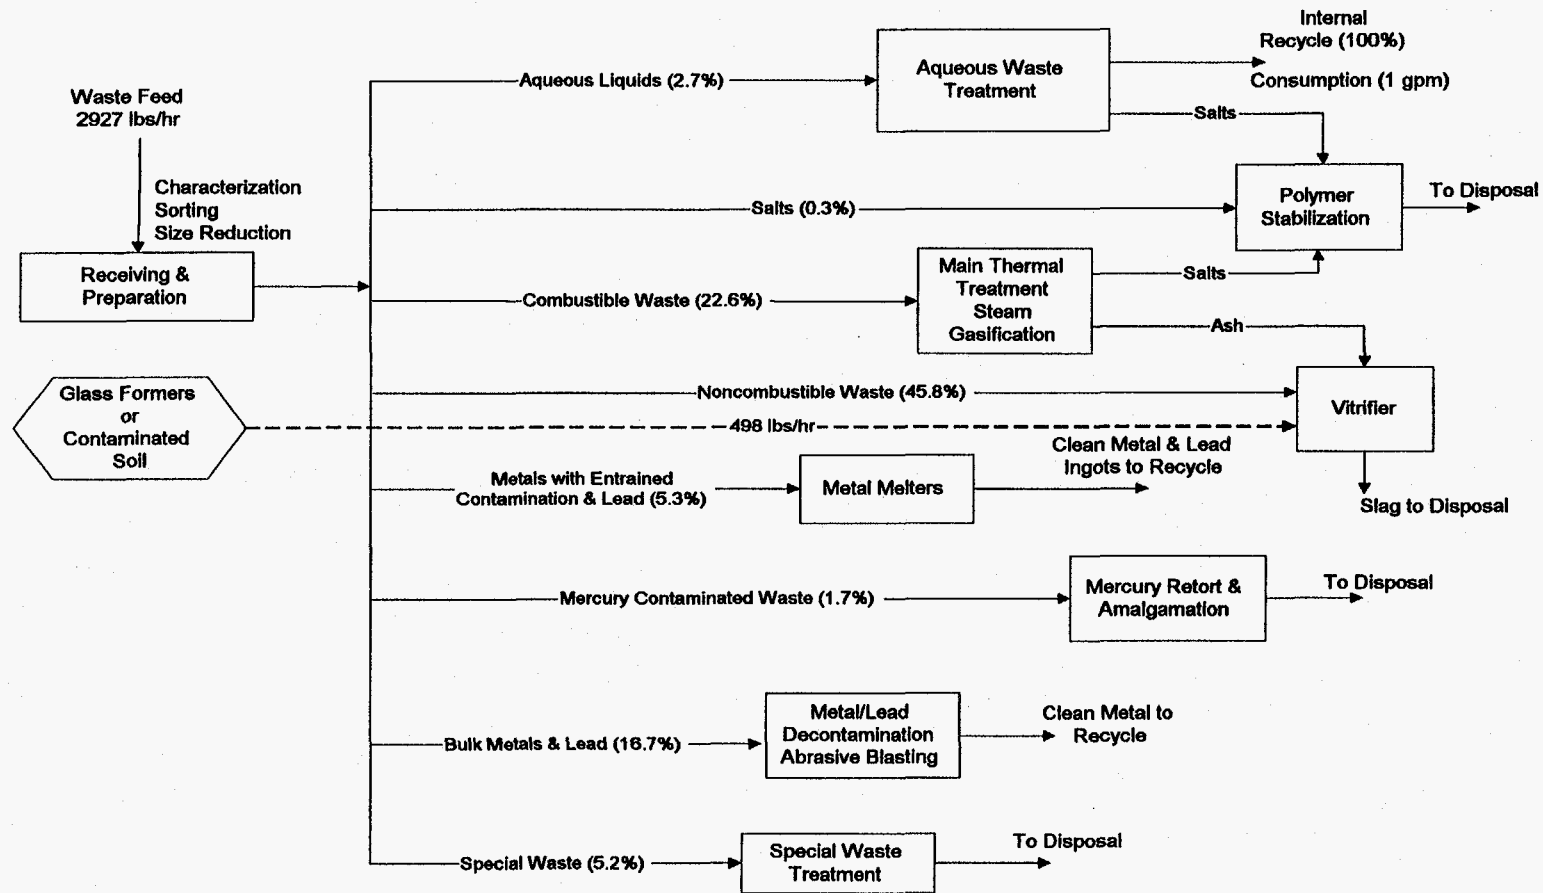 Internal
Recycle (100%)
Consumption (1 gpm)
Aqueous Liquids (2.7%)
Aqueous Waste
Treatment
Salts
Waste Feed
2927 lbs/hr
Characterization
Sorting
Size Reduction
Salts (0.3%)
Polymer
Stabilization
To Disposal
Receiving &
Preparation
Combustible Waste (22.6%)
Main Thermal
Treatment
Steam
Gasification
Salts
Ash
Glass Formers
or
Contaminated
Soil
Noncombustible Waste (45.8%)
498 lbs/hr
Vitrifier
Slag to Disposal
Metals with Entrained
Contamination & Lead (5.3%)
Metal Melters
Clean Metal & Lead
Ingots to Recycle
Mercury Contaminated Waste (1.7%)
Mercury Retort &
Amalgamation
To Disposal
Bulk Metals & Lead (16.7%)
Metal/Lead
Decontamination
Abrasive Blasting
Clean Metal to
Recycle
Special Waste (5.2%)
Special Waste
Treatment
To Disposal